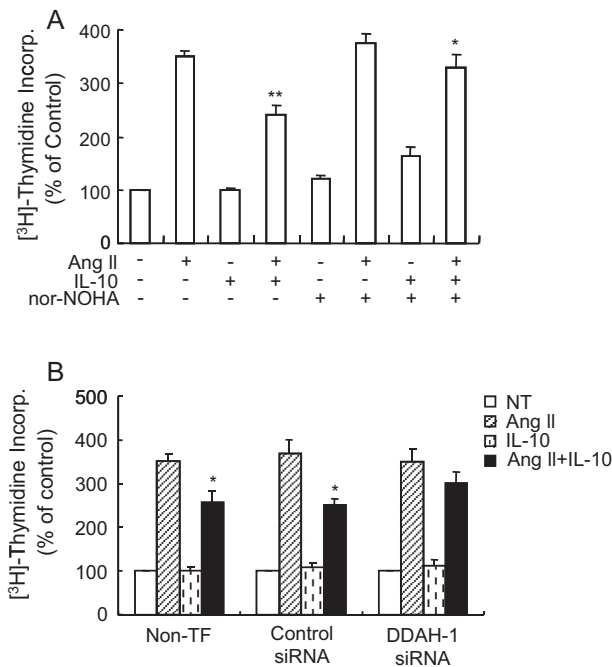 A
[³H]-Thymidine Incorp.
(% of Control)
400
300
200
100
0
**
*
Ang II - + - + - + - +
IL-10 - - + + - - + +
nor-NOHA - - - - + + + +
B
[³H]-Thymidine Incorp.
(% of control)
500
400
300
200
100
0
*
*
NT
Ang II
IL-10
Ang II+IL-10
Non-TF
Control
siRNA
DDAH-1
siRNA